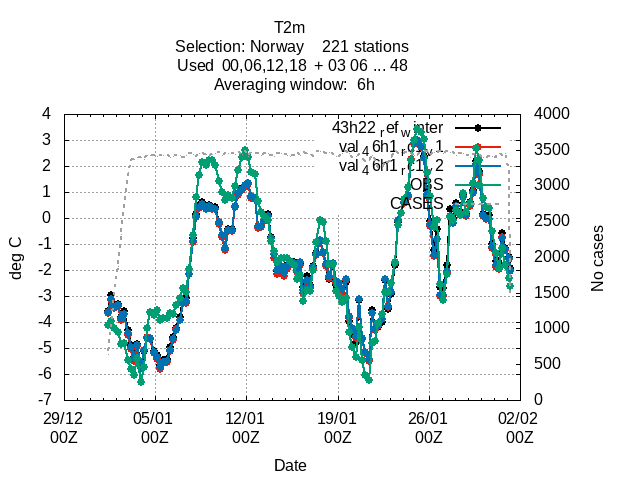 T2m
Selection: Norway 221 stations
Used 00,06,12,18 + 03 06 ... 48
Averaging window: 6h
43h22_ref_winter
OBS
CASES
4
3
2
1
0
-1
-2
-3
-4
-5
-6
-7
deg C
4000
3500
3000
2500
2000
1500
1000
500
0
No cases
29/12 05/01 12/01 19/01 26/01 02/02
00Z 00Z 00Z 00Z 00Z 00Z
Date